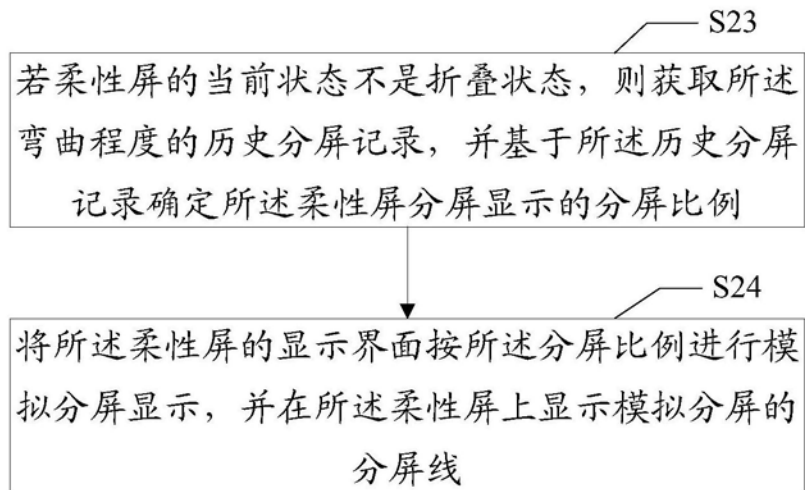 S23
若柔性屏的当前状态不是折叠状态，则获取所述
弯曲程度的历史分屏记录，并基于所述历史分屏
记录确定所述柔性屏分屏显示的分屏比例
S24
将所述柔性屏的显示界面按所述分屏比例进行模
拟分屏显示，并在所述柔性屏上显示模拟分屏的
分屏线